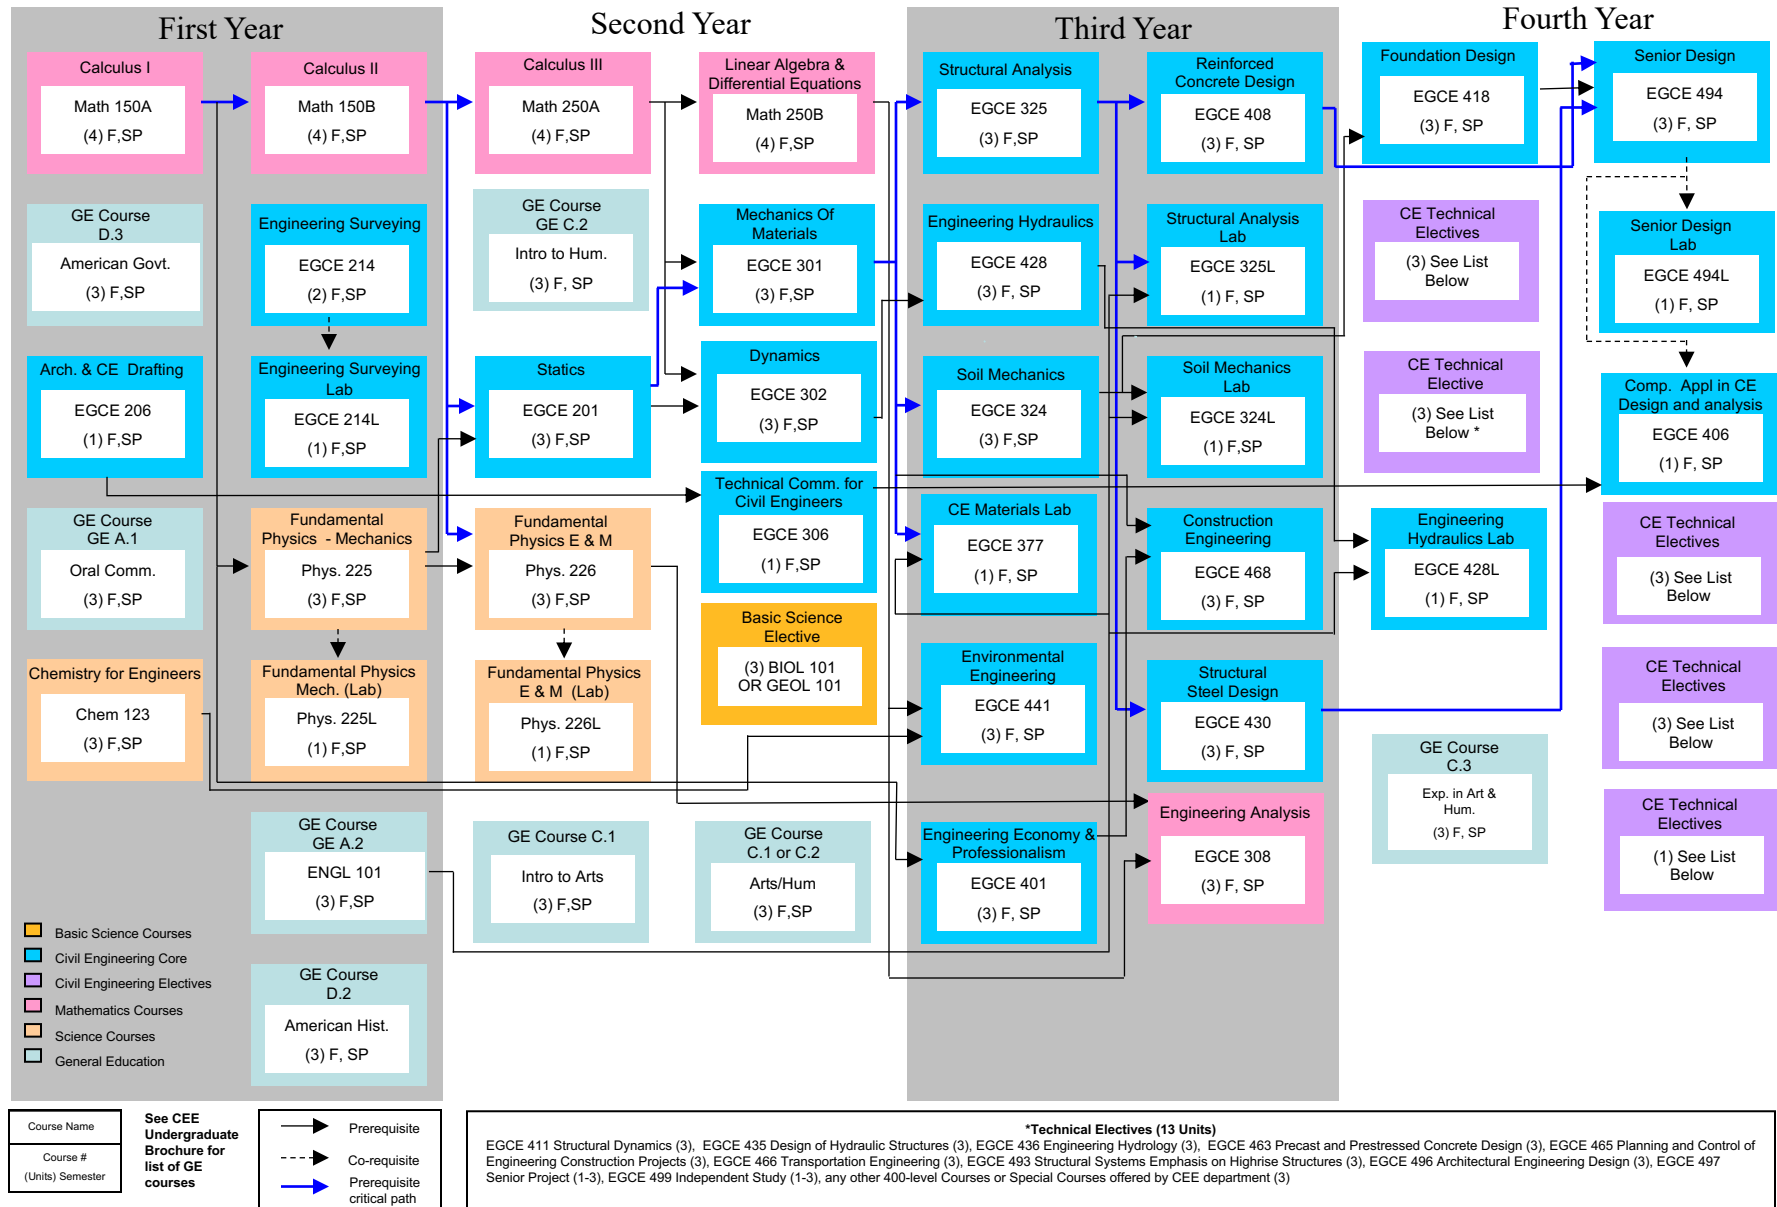 First Year
Second Year
Third Year
Fourth Year
Calculus I
Math 150A
(4) F,SP
GE Course
D.3
American Govt.
(3) F,SP
Arch. & CE Drafting
EGCE 206
(1) F,SP
GE Course
GE A.1
Oral Comm.
(3) F,SP
Chemistry for Engineers
Chem 123
(3) F,SP
Calculus II
Math 150B
(4) F,SP
Engineering Surveying
EGCE 214
(2) F,SP
Engineering Surveying
Lab
EGCE 214L
(1) F,SP
Fundamental
Physics - Mechanics
Phys. 225
(3) F,SP
Fundamental Physics
Mech. (Lab)
Phys. 225L
(1) F,SP
GE Course
GE A.2
ENGL 101
(3) F,SP
GE Course
D.2
American Hist.
(3) F, SP
Calculus III
Math 250A
(4) F,SP
GE Course
GE C.2
Intro to Hum.
(3) F, SP
Statics
EGCE 201
(3) F,SP
Fundamental
Physics E & M
Phys. 226
(3) F,SP
Fundamental Physics
E & M (Lab)
Phys. 226L
(1) F,SP
GE Course C.1
Intro to Arts
(3) F,SP
Linear Algebra &
Differential Equations
Math 250B
(4) F,SP
Mechanics Of
Materials
EGCE 301
(3) F,SP
Dynamics
EGCE 302
(3) F,SP
Technical Comm. for
Civil Engineers
EGCE 306
(1) F,SP
Basic Science
Elective
(3) BIOL 101
OR GEOL 101
GE Course
C.1 or C.2
Arts/Hum
(3) F,SP
Structural Analysis
EGCE 325
(3) F,SP
Engineering Hydraulics
EGCE 428
(3) F, SP
Soil Mechanics
EGCE 324
(3) F,SP
CE Materials Lab
EGCE 377
(1) F, SP
Environmental
Engineering
EGCE 441
(3) F, SP
Engineering Economy &
Professionalism
EGCE 401
(3) F, SP
Reinforced
Concrete Design
EGCE 408
(3) F, SP
Structural Analysis
Lab
EGCE 325L
(1) F, SP
Soil Mechanics
Lab
EGCE 324L
(1) F,SP
Construction
Engineering
EGCE 468
(3) F, SP
Structural
Steel Design
EGCE 430
(3) F, SP
Engineering Analysis
EGCE 308
(3) F, SP
Foundation Design
EGCE 418
(3) F, SP
CE Technical
Electives
(3) See List
Below
CE Technical
Elective
(3) See List
Below *
Engineering
Hydraulics Lab
EGCE 428L
(1) F, SP
GE Course
C.3
Exp. in Art &
Hum.
(3) F, SP
Senior Design
EGCE 494
(3) F, SP
Senior Design
Lab
EGCE 494L
(1) F, SP
Comp. Appl in CE
Design and analysis
EGCE 406
(1) F, SP
CE Technical
Electives
(3) See List
Below
CE Technical
Electives
(3) See List
Below
CE Technical
Electives
(1) See List
Below
Basic Science Courses
Civil Engineering Core
Civil Engineering Electives
Mathematics Courses
Science Courses
General Education
Course Name
Course #
(Units) Semester
See CEE
Undergraduate
Brochure for
list of GE
courses
Prerequisite
Co-requisite
Prerequisite
critical path
*Technical Electives (13 Units)
EGCE 411 Structural Dynamics (3), EGCE 435 Design of Hydraulic Structures (3), EGCE 436 Engineering Hydrology (3), EGCE 463 Precast and Prestressed Concrete Design (3), EGCE 465 Planning and Control of
Engineering Construction Projects (3), EGCE 466 Transportation Engineering (3), EGCE 493 Structural Systems Emphasis on Highrise Structures (3), EGCE 496 Architectural Engineering Design (3), EGCE 497
Senior Project (1-3), EGCE 499 Independent Study (1-3), any other 400-level Courses or Special Courses offered by CEE department (3)